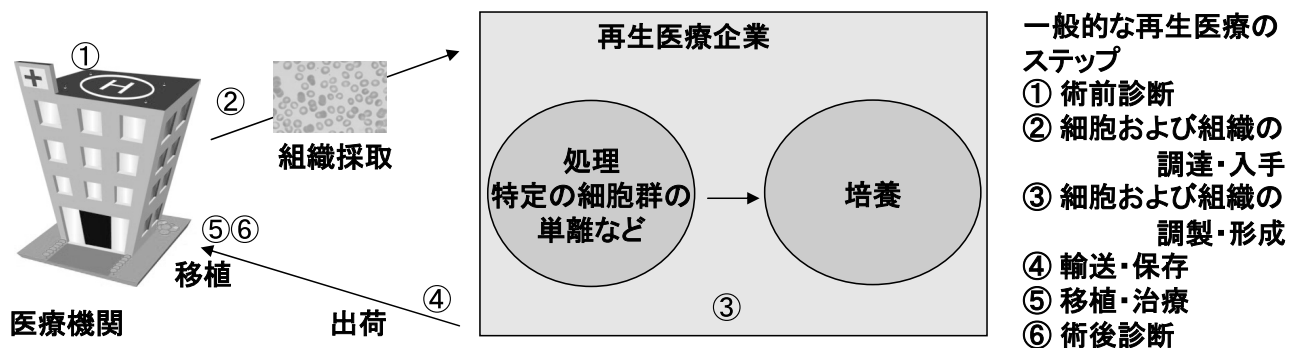 ①
H
②
組織採取
⑤⑥
移植
医療機関
出荷
④
再生医療企業
処理
特定の細胞群の
単離など
培養
③
一般的な再生医療の
ステップ
① 術前診断
② 細胞および組織の
調達・入手
③ 細胞および組織の
調製・形成
④ 輸送・保存
⑤ 移植・治療
⑥ 術後診断